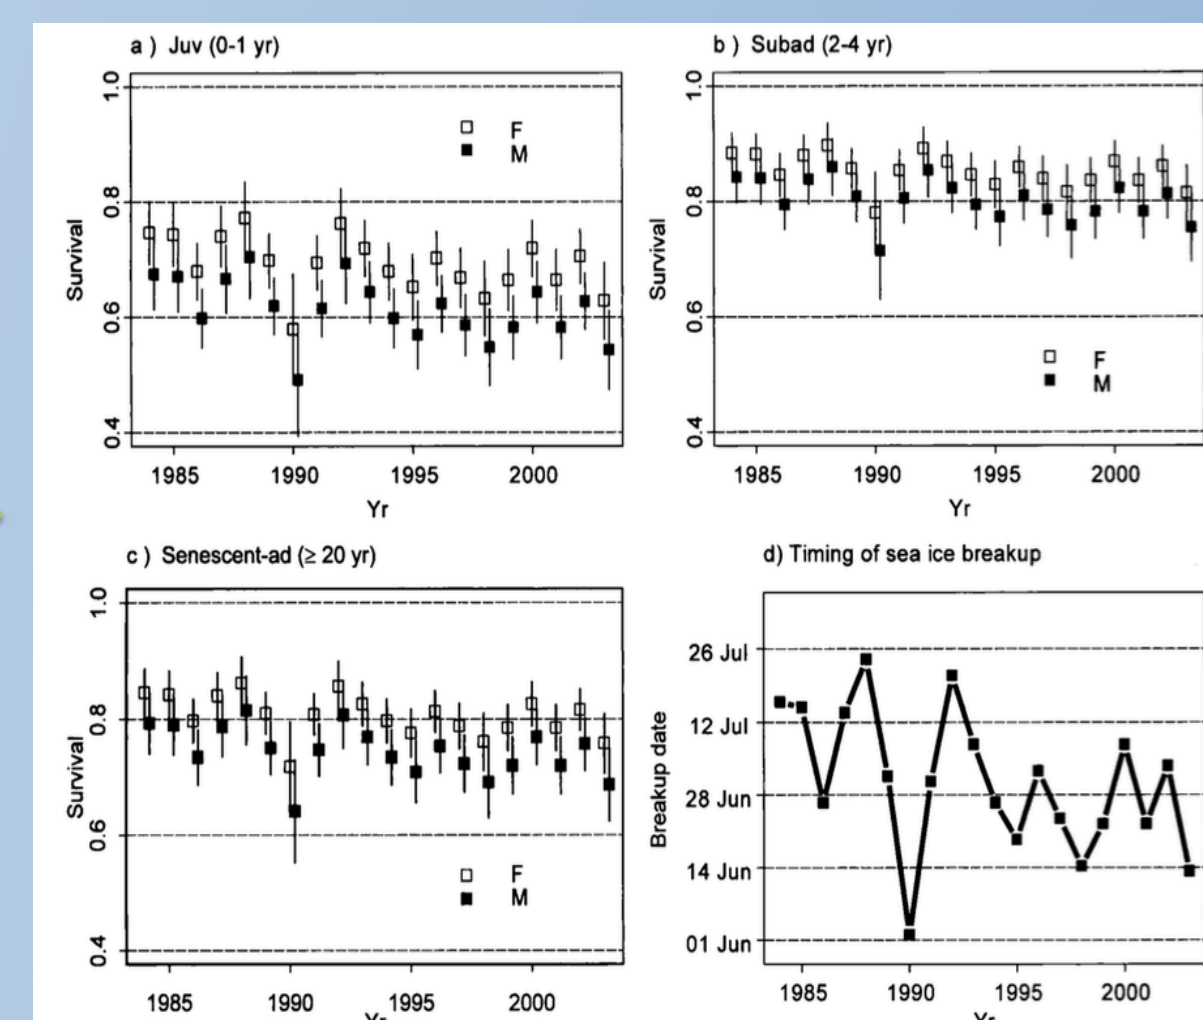 a ) Juv (0-1 yr)
1.0
0.8
0.6
0.4
Survival
F
M
1985 1990 1995 2000
Yr
b ) Subad (2-4 yr)
1.0
0.8
0.6
0.4
Survival
F
M
1985 1990 1995 2000
Yr
c ) Senescent-ad (≥ 20 yr)
1.0
0.8
0.6
0.4
Survival
F
M
1985 1990 1995 2000
Yr
d) Timing of sea ice breakup
26 Jul
12 Jul
28 Jun
14 Jun
01 Jun
Breakup date
1985 1990 1995 2000
Yr